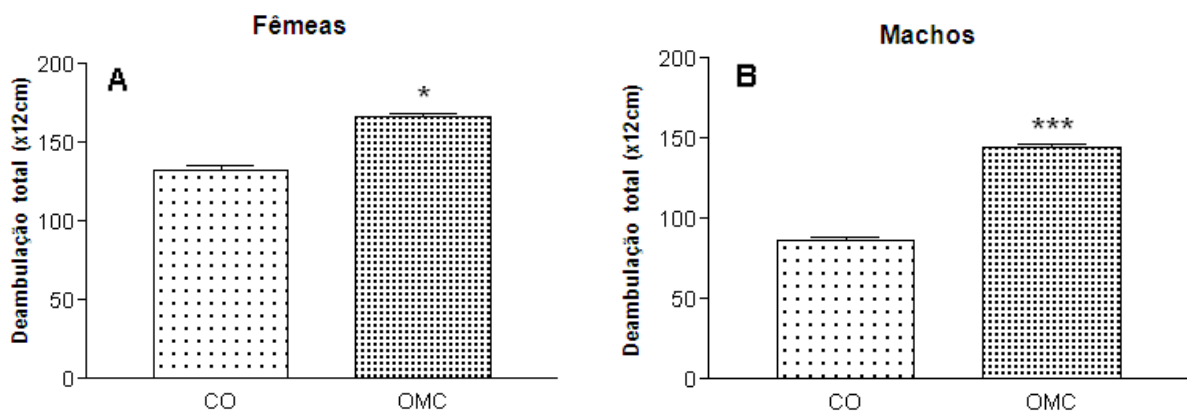 Fêmeas
A
Deambulação total (x12cm)
200
150
100
50
0
*
CO
OMC
Machos
B
Deambulação total (x12cm)
200
150
100
50
0
***
CO
OMC